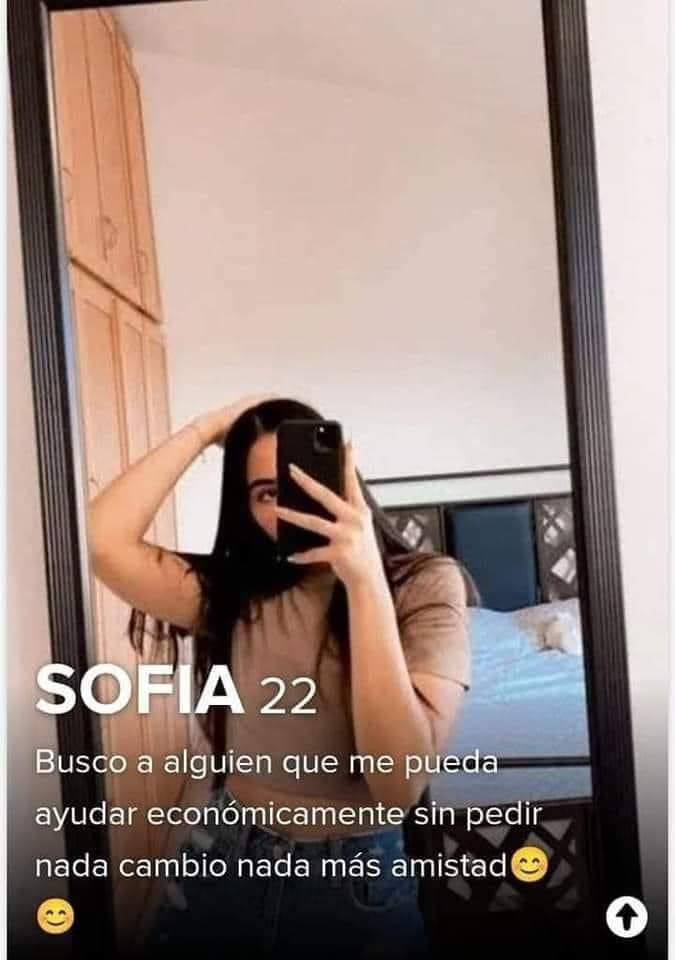 SOFIA 22
Busco a alguien que me pueda
ayudar económicamente sin pedir
nada cambio nada más amistad😊
😊